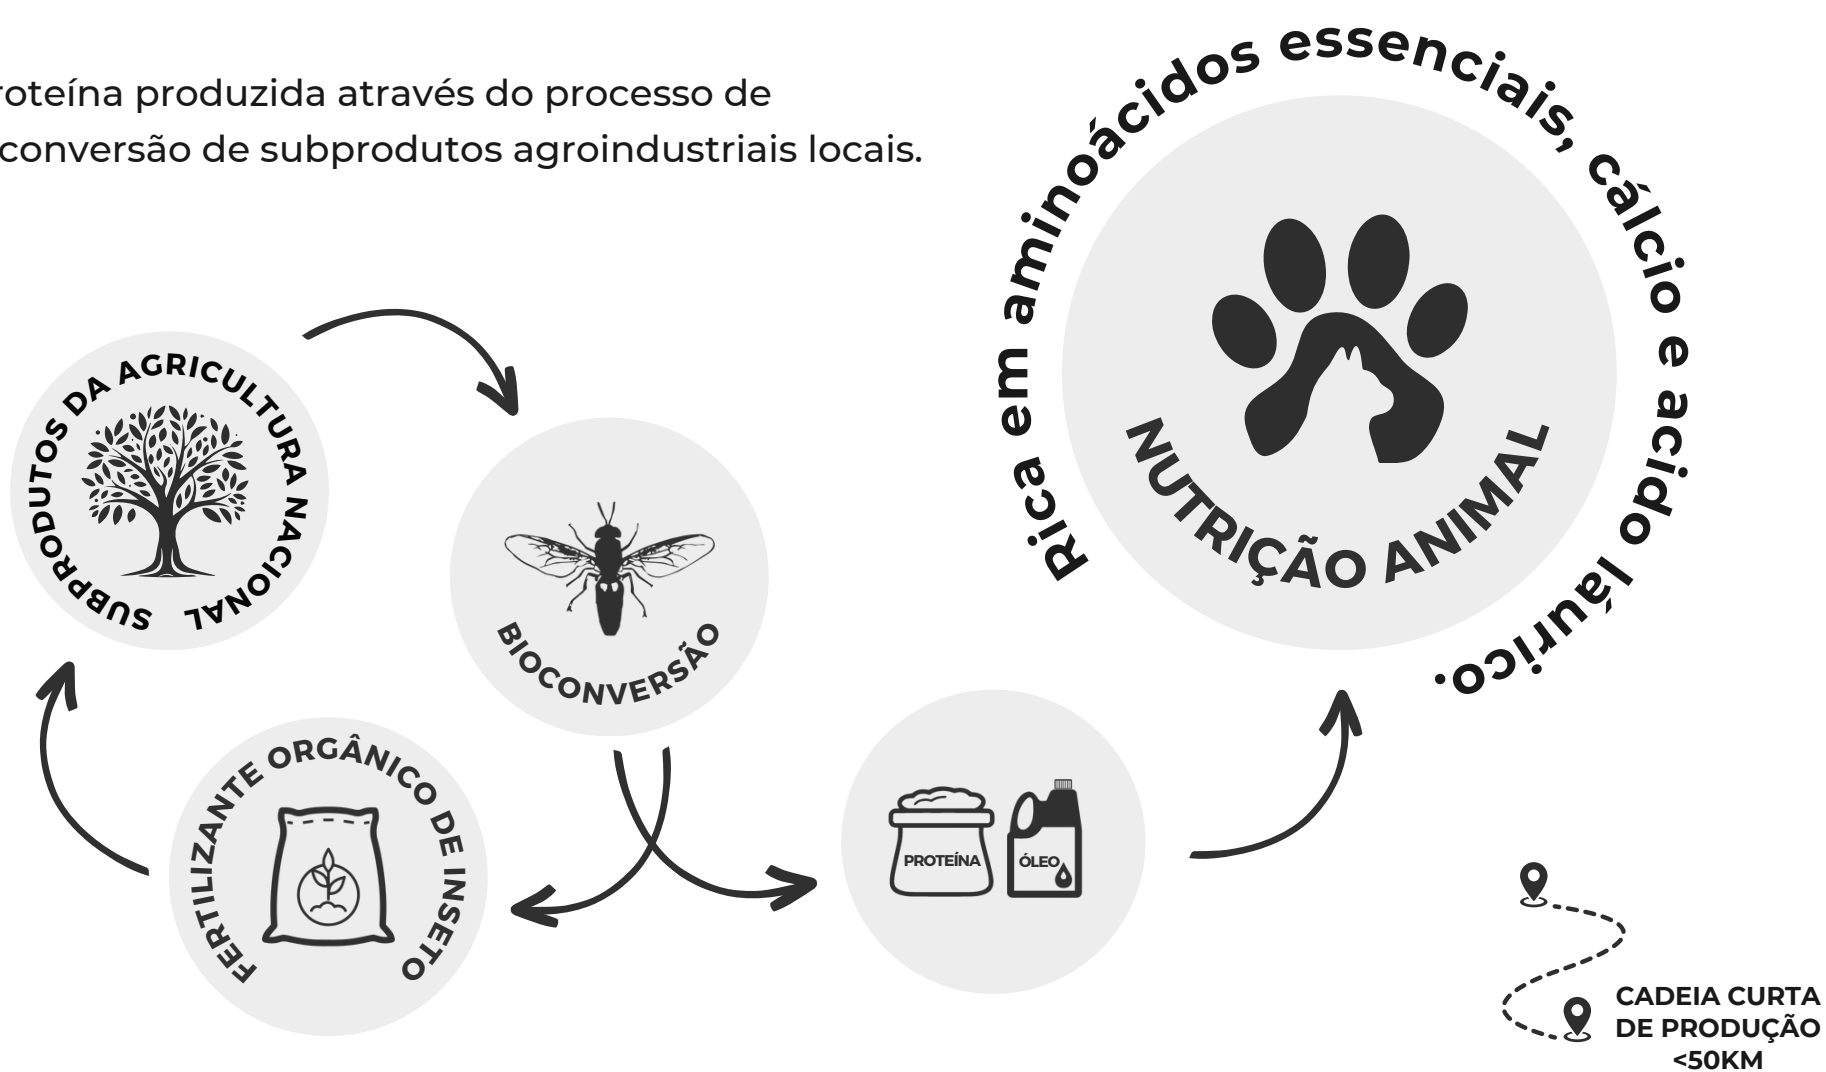 roteína produzida através do processo de
conversão de subprodutos agroindustriais locais.
Rica em aminoácidos essenciais, cálcio e acido láurico.
NUTRIÇÃO ANIMAL
SUBPRODUTOS DA AGRICULTURA NACIONAL
BIOCONVERSÃO
FERTILIZANTE ORGÂNICO DE INSETO
PROTEÍNA
ÓLEO
CADEIA CURTA
DE PRODUÇÃO
<50KM